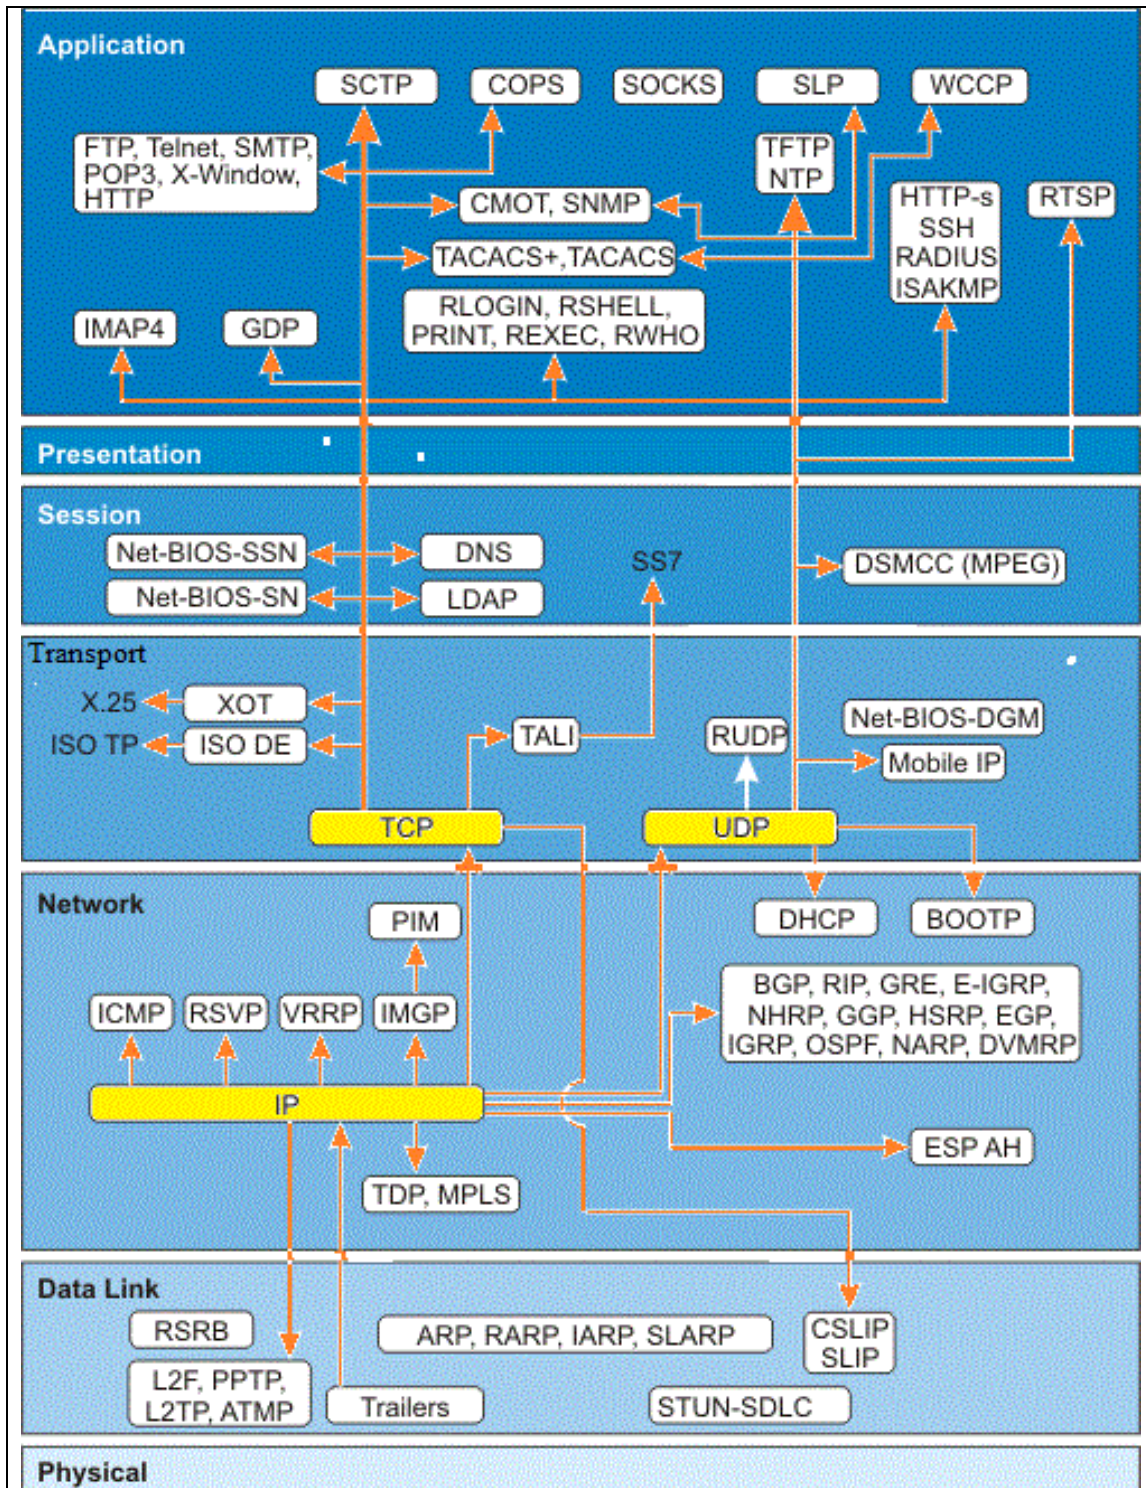 Application
SCTP
COPS
SOCKS
SLP
WCCP
FTP, Telnet, SMTP,
POP3, X-Window,
HTTP
TFTP
NTP
CMOT, SNMP
HTTP-s
SSH
RADIUS
ISAKMP
RTSP
TACACS+,TACACS
RLOGIN, RSHELL,
PRINT, REXEC, RWHO
IMAP4
GDP
Presentation
Session
Net-BIOS-SSN
DNS
SS7
DSMCC (MPEG)
Net-BIOS-SN
LDAP
Transport
X.25
XOT
ISO TP
ISO DE
TALI
RUDP
Net-BIOS-DGM
Mobile IP
TCP
UDP
Network
PIM
DHCP
BOOTP
ICMP
RSVP
VRRP
IMGP
BGP, RIP, GRE, E-IGRP,
NHRP, GGP, HSRP, EGP,
IGRP, OSPF, NARP, DVMRP
IP
ESP AH
TDP, MPLS
Data Link
RSRB
ARP, RARP, IARP, SLARP
CSLIP
SLIP
L2F, PPTP,
L2TP, ATMP
Trailers
STUN-SDLC
Physical